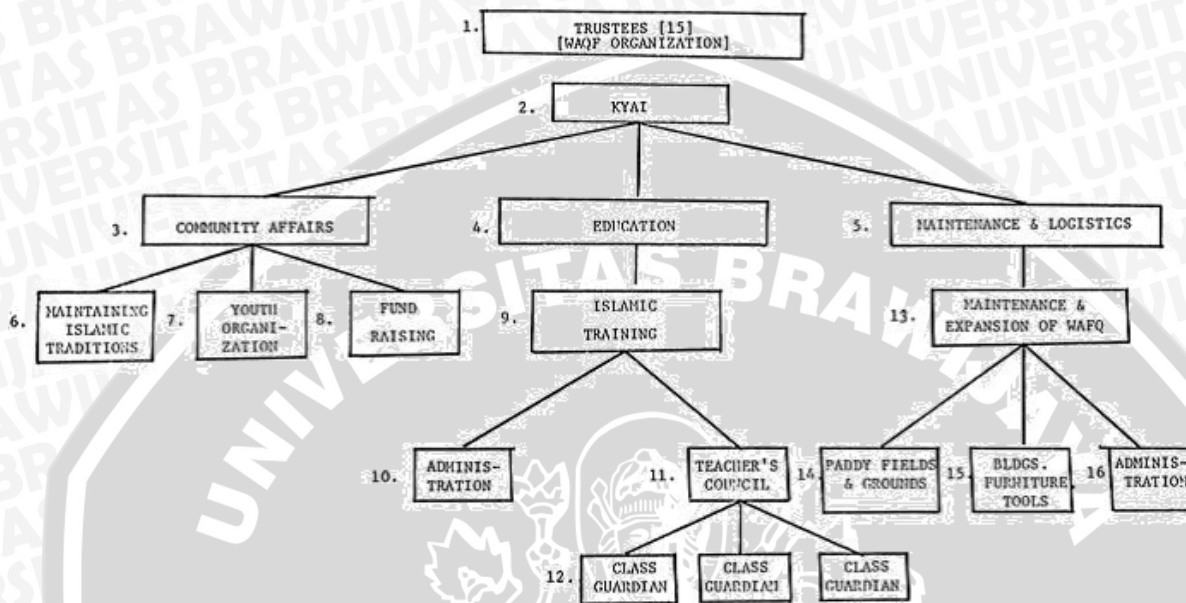 1. TRUSTEES [15]
[WAQF ORGANIZATION]
2. KYAI
3. COMMUNITY AFFAIRS
4. EDUCATION
5. MAINTENANCE & LOGISTICS
6. MAINTAINING
ISLAMIC
TRADITIONS
7. YOUTH
ORGANI-
ZATION
8. FUND
RAISING
9. ISLAMIC
TRAINING
13. MAINTENANCE &
EXPANSION OF WAFQ
10. ADMINIS-
TRATION
11. TEACHER'S
COUNCIL
14. PADDY FIELDS
& GROUNDS
15. BLDGS.
FURNITURE
TOOLS
16. ADMINIS-
TRATION
12. CLASS
GUARDIAN
CLASS
GUARDIAN
CLASS
GUARDIAN
UNIVERSITAS BRAWIJAYA